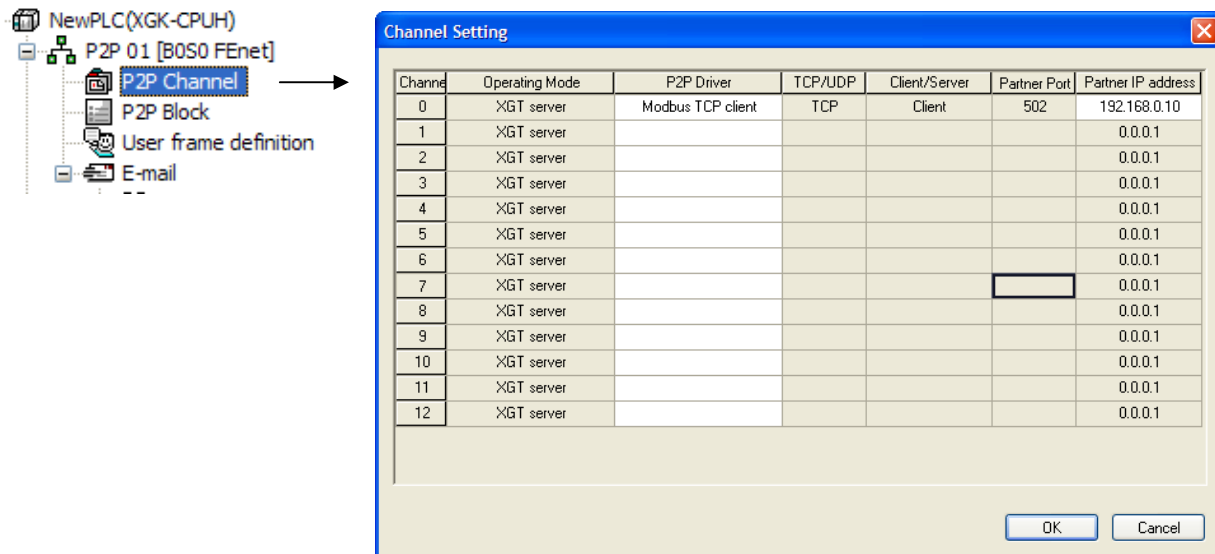 NewPLC(XGK-CPUH)
P2P 01 [B0S0 FEnet]
P2P Channel
P2P Block
User frame definition
E-mail
Channel Setting
Channe Operating Mode P2P Driver TCP/UDP Client/Server Partner Port Partner IP address
0 XGT server Modbus TCP client TCP Client 502 192.168.0.10
1 XGT server 0.0.0.1
2 XGT server 0.0.0.1
3 XGT server 0.0.0.1
4 XGT server 0.0.0.1
5 XGT server 0.0.0.1
6 XGT server 0.0.0.1
7 XGT server 0.0.0.1
8 XGT server 0.0.0.1
9 XGT server 0.0.0.1
10 XGT server 0.0.0.1
11 XGT server 0.0.0.1
12 XGT server 0.0.0.1
OK Cancel